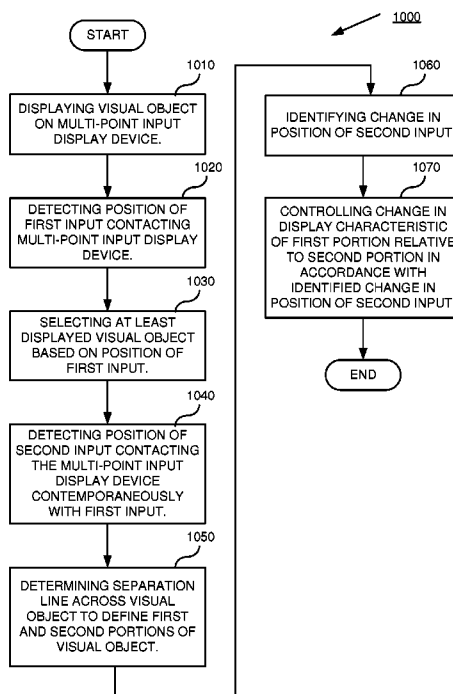 1000
START
1010
DISPLAYING VISUAL OBJECT
ON MULTI-POINT INPUT
DISPLAY DEVICE.
1020
DETECTING POSITION OF
FIRST INPUT CONTACTING
MULTI-POINT INPUT DISPLAY
DEVICE.
1030
SELECTING AT LEAST
DISPLAYED VISUAL OBJECT
BASED ON POSITION OF
FIRST INPUT.
1040
DETECTING POSITION OF
SECOND INPUT CONTACTING
THE MULTI-POINT INPUT
DISPLAY DEVICE
CONTEMPORANEOUSLY
WITH FIRST INPUT.
1050
DETERMINING SEPARATION
LINE ACROSS VISUAL
OBJECT TO DEFINE FIRST
AND SECOND PORTIONS OF
VISUAL OBJECT.
1060
IDENTIFYING CHANGE IN
POSITION OF SECOND INPUT.
1070
CONTROLLING CHANGE IN
DISPLAY CHARACTERISTIC
OF FIRST PORTION RELATIVE
TO SECOND PORTION IN
ACCORDANCE WITH
IDENTIFIED CHANGE IN
POSITION OF SECOND INPUT.
END